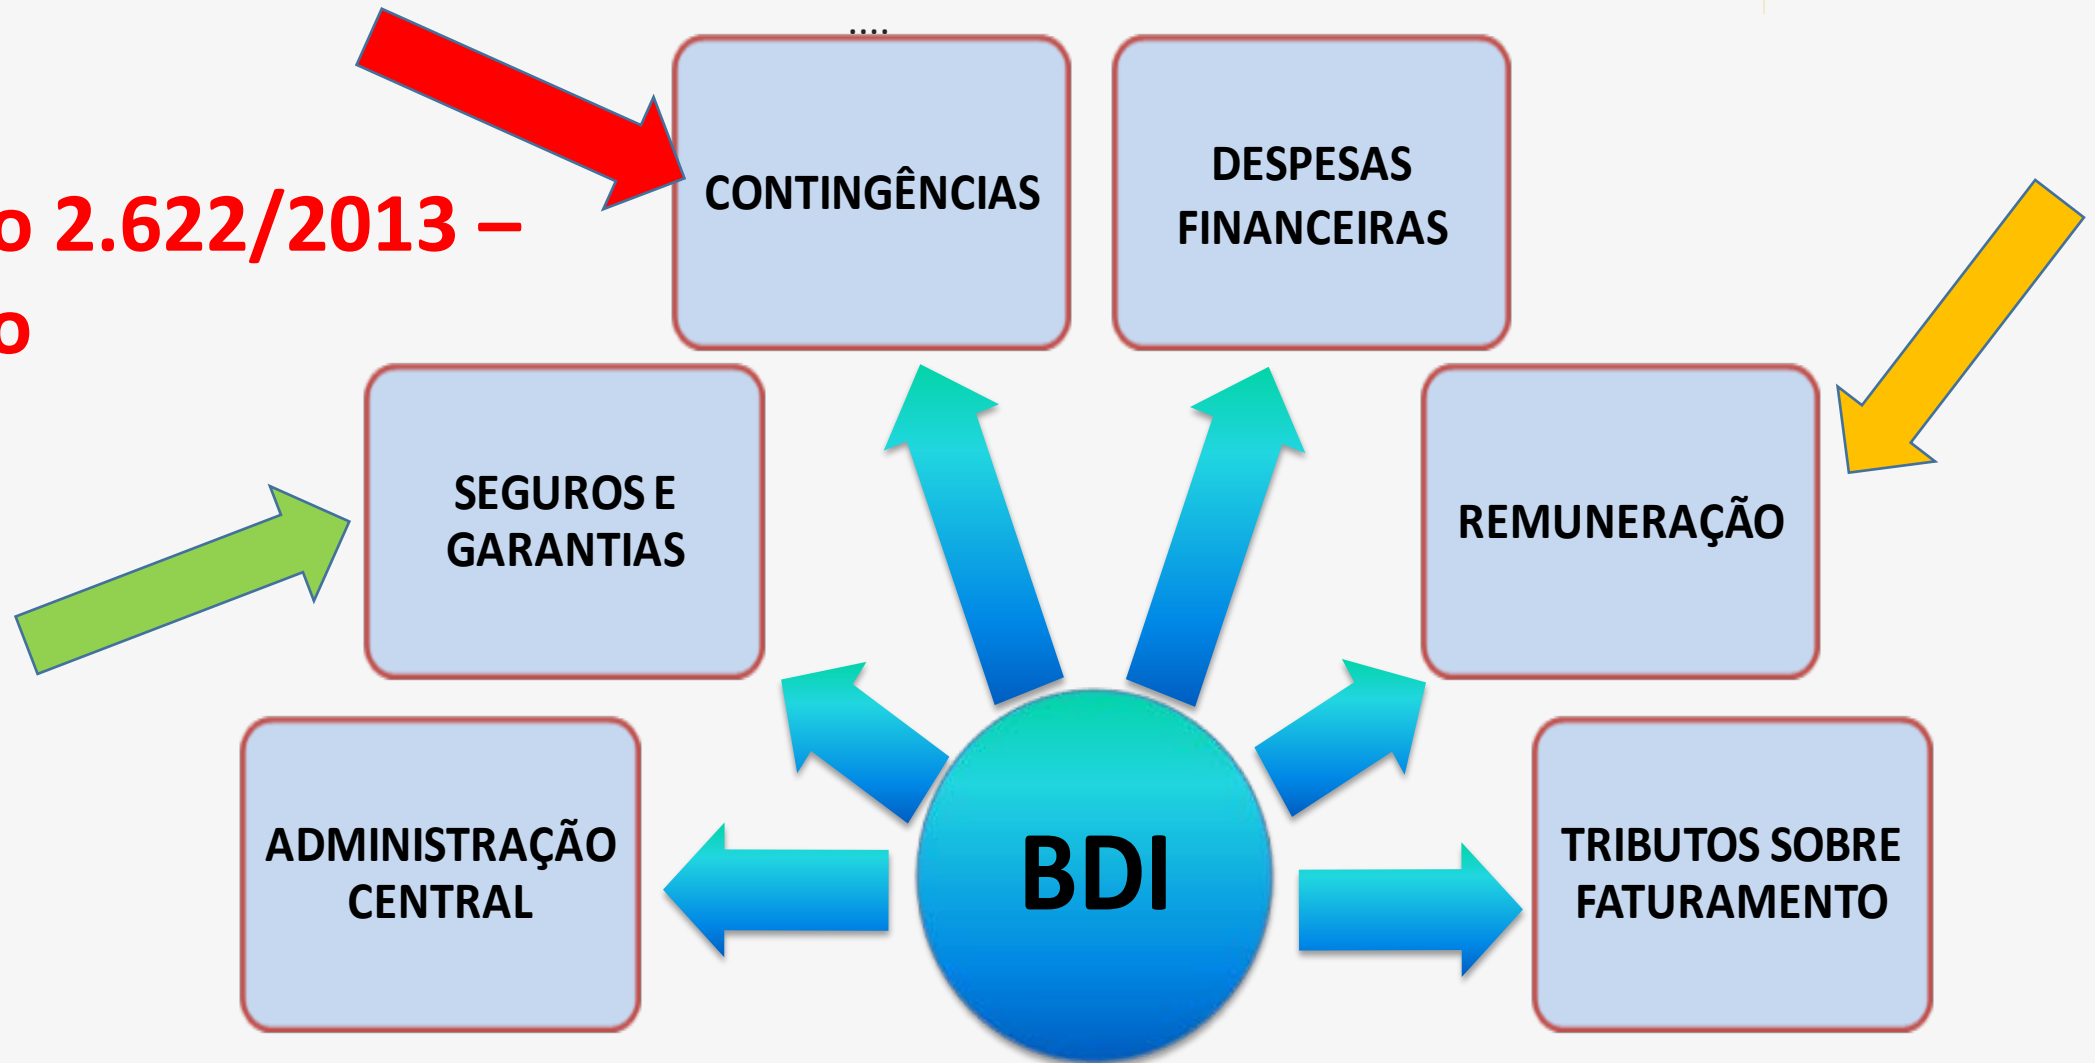 ....
CONTINGÊNCIAS
DESPESAS
FINANCEIRAS
o 2.622/2013 –
o
SEGUROS E
GARANTIAS
REMUNERAÇÃO
ADMINISTRAÇÃO
CENTRAL
BDI
TRIBUTOS SOBRE
FATURAMENTO